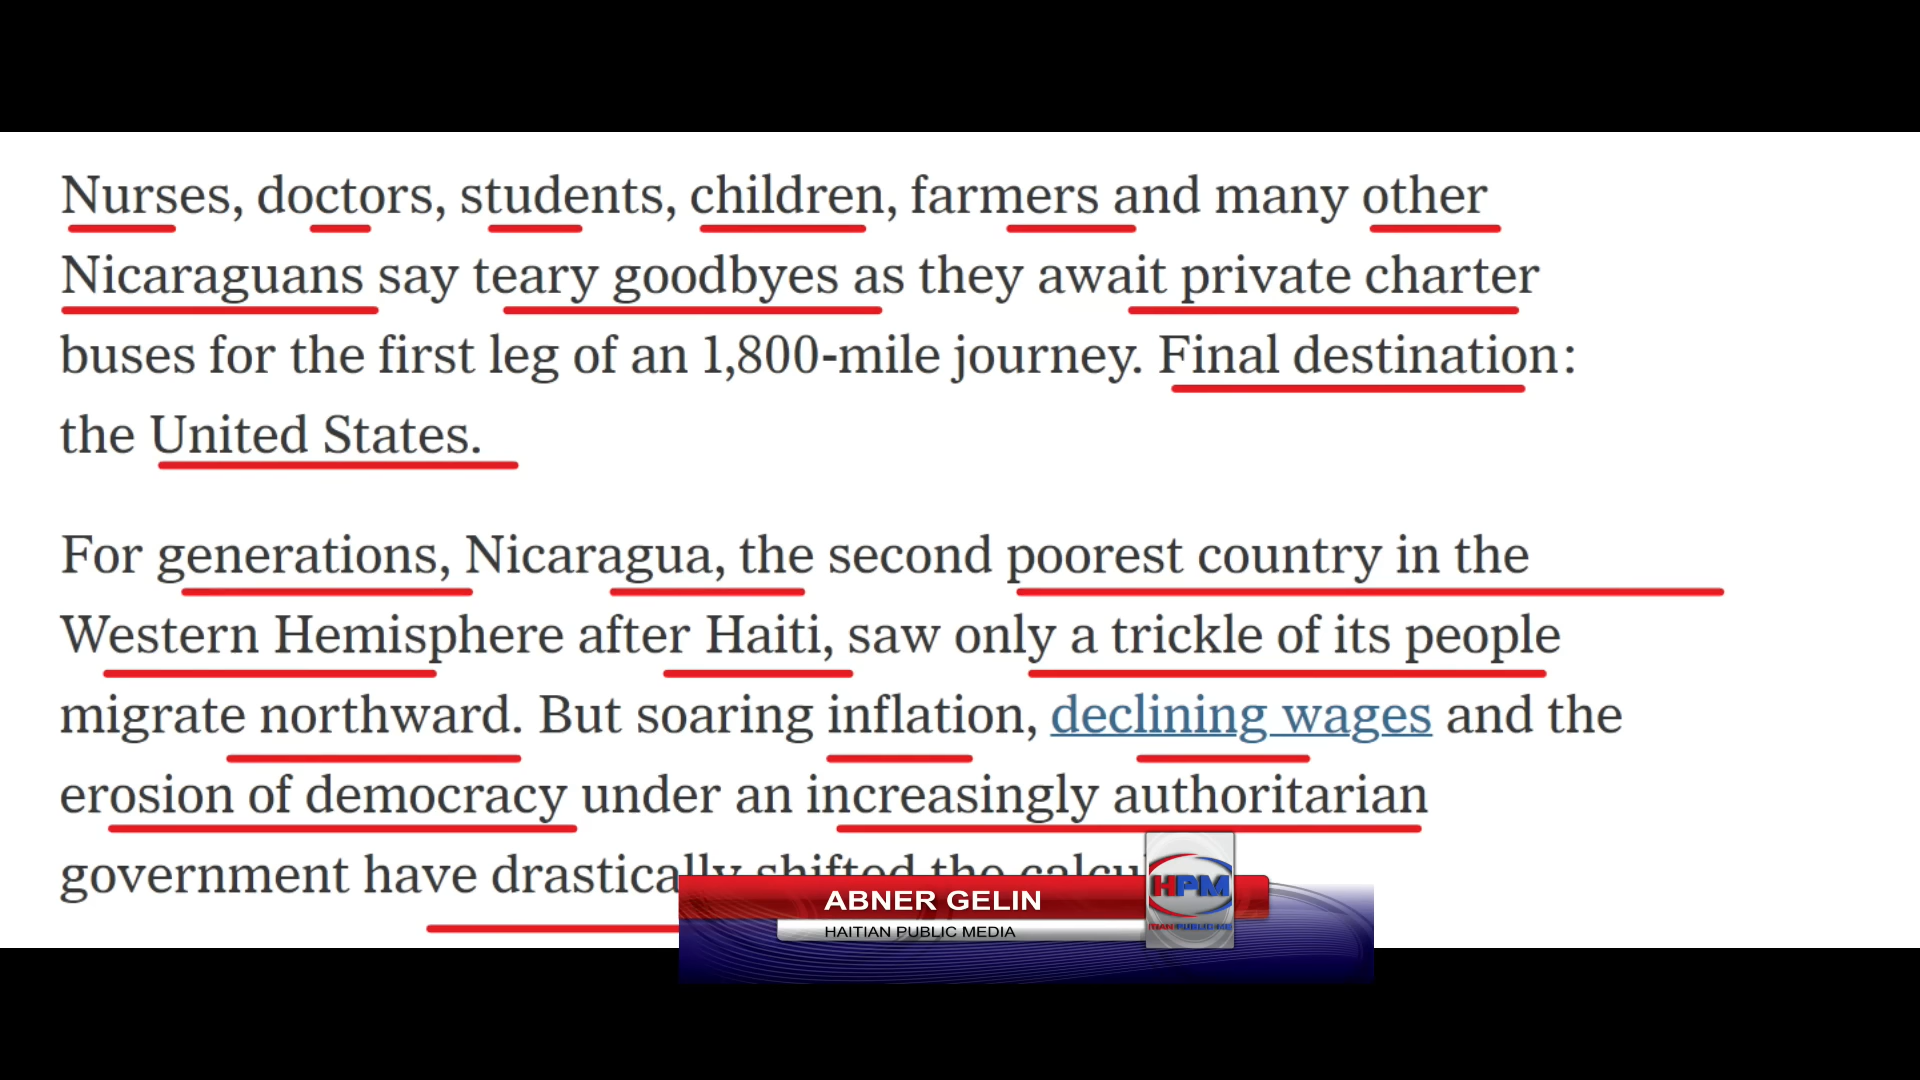 Nurses, doctors, students, children, farmers and many other
Nicaraguans say teary goodbyes as they await private charter
buses for the first leg of an 1,800-mile journey. Final destination:
the United States.
For generations, Nicaragua, the second poorest country in the
Western Hemisphere after Haiti, saw only a trickle of its people
migrate northward. But soaring inflation, declining wages and the
erosion of democracy under an increasingly authoritarian
government have drastically shifted the
ABNER GELIN
HAITIAN PUBLIC MEDIA
HPM